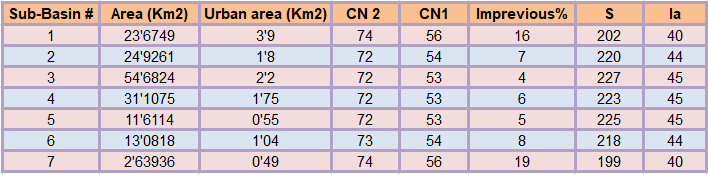 Sub-Basin # Area (Km2) Urban area (Km2) CN 2 CN1 Imprevious% S Ia
1 23'6749 3'9 74 56 16 202 40
2 24'9261 1'8 72 54 7 220 44
3 54'6824 2'2 72 53 4 227 45
4 31'1075 1'75 72 53 6 223 45
5 11'6114 0'55 72 53 5 225 45
6 13'0818 1'04 73 54 8 218 44
7 2'63936 0'49 74 56 19 199 40